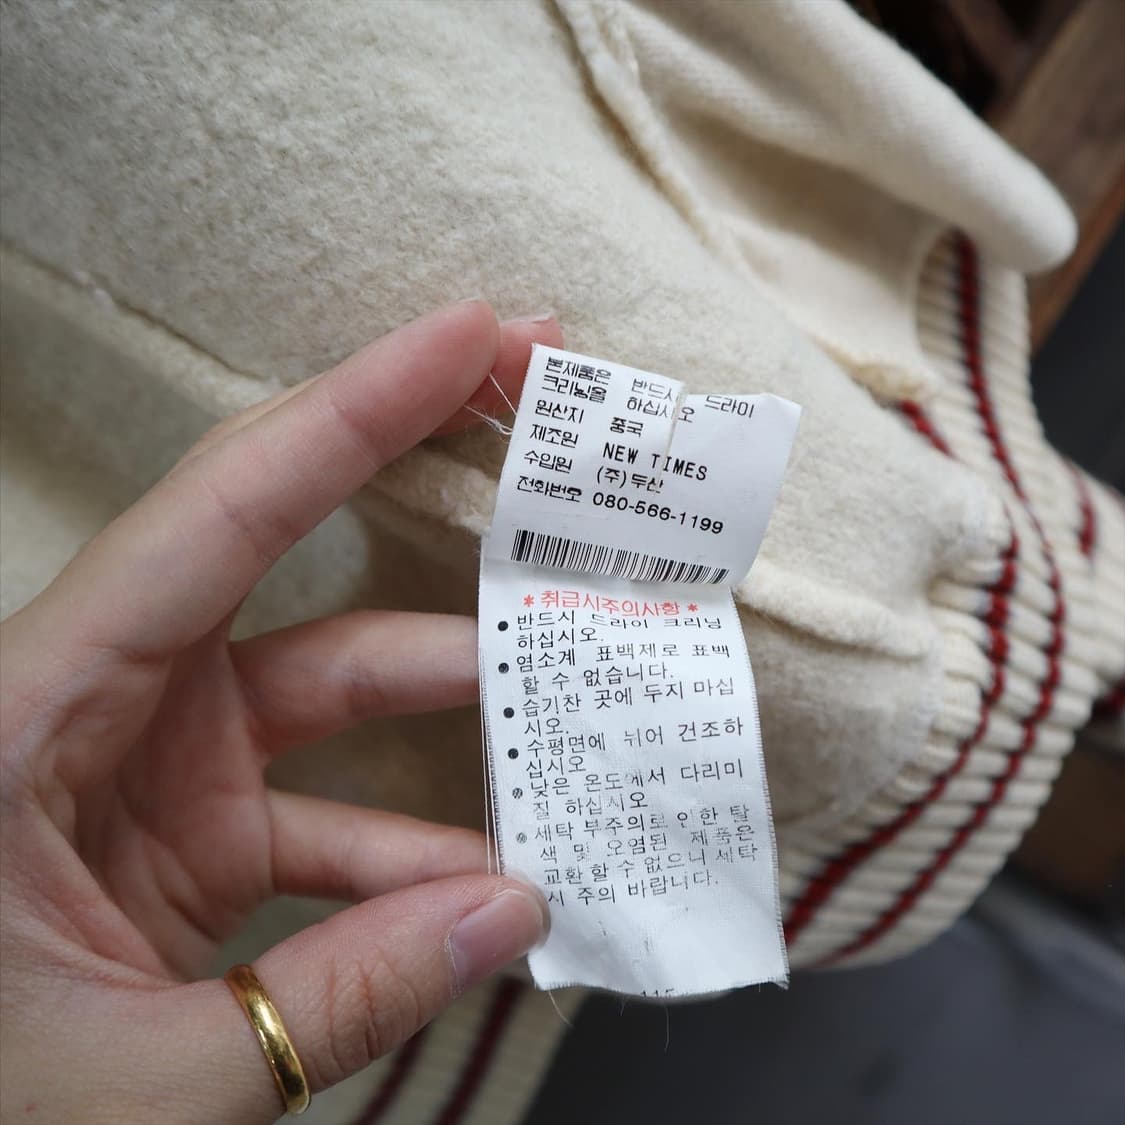 본제품은 반드시 드라이
크리닝을 하십시오
원산지 중국
제조원 NEW TIMES
수입원 (주)두산
전화번호 080-566-1199
* 취급시주의사항 *
● 반드시 드라이 크리닝
하십시오.
● 염소계 표백제로 표백
할 수 없습니다.
● 습기찬 곳에 두지 마십
시오.
● 수평면에 뉘어 건조하
십시오
● 낮은 온도에서 다리미
질 하십시오
● 세탁 부주의로 인한 탈
색 및 오염된 제품은
교환할 수 없으니 세탁
시 주의 바랍니다.